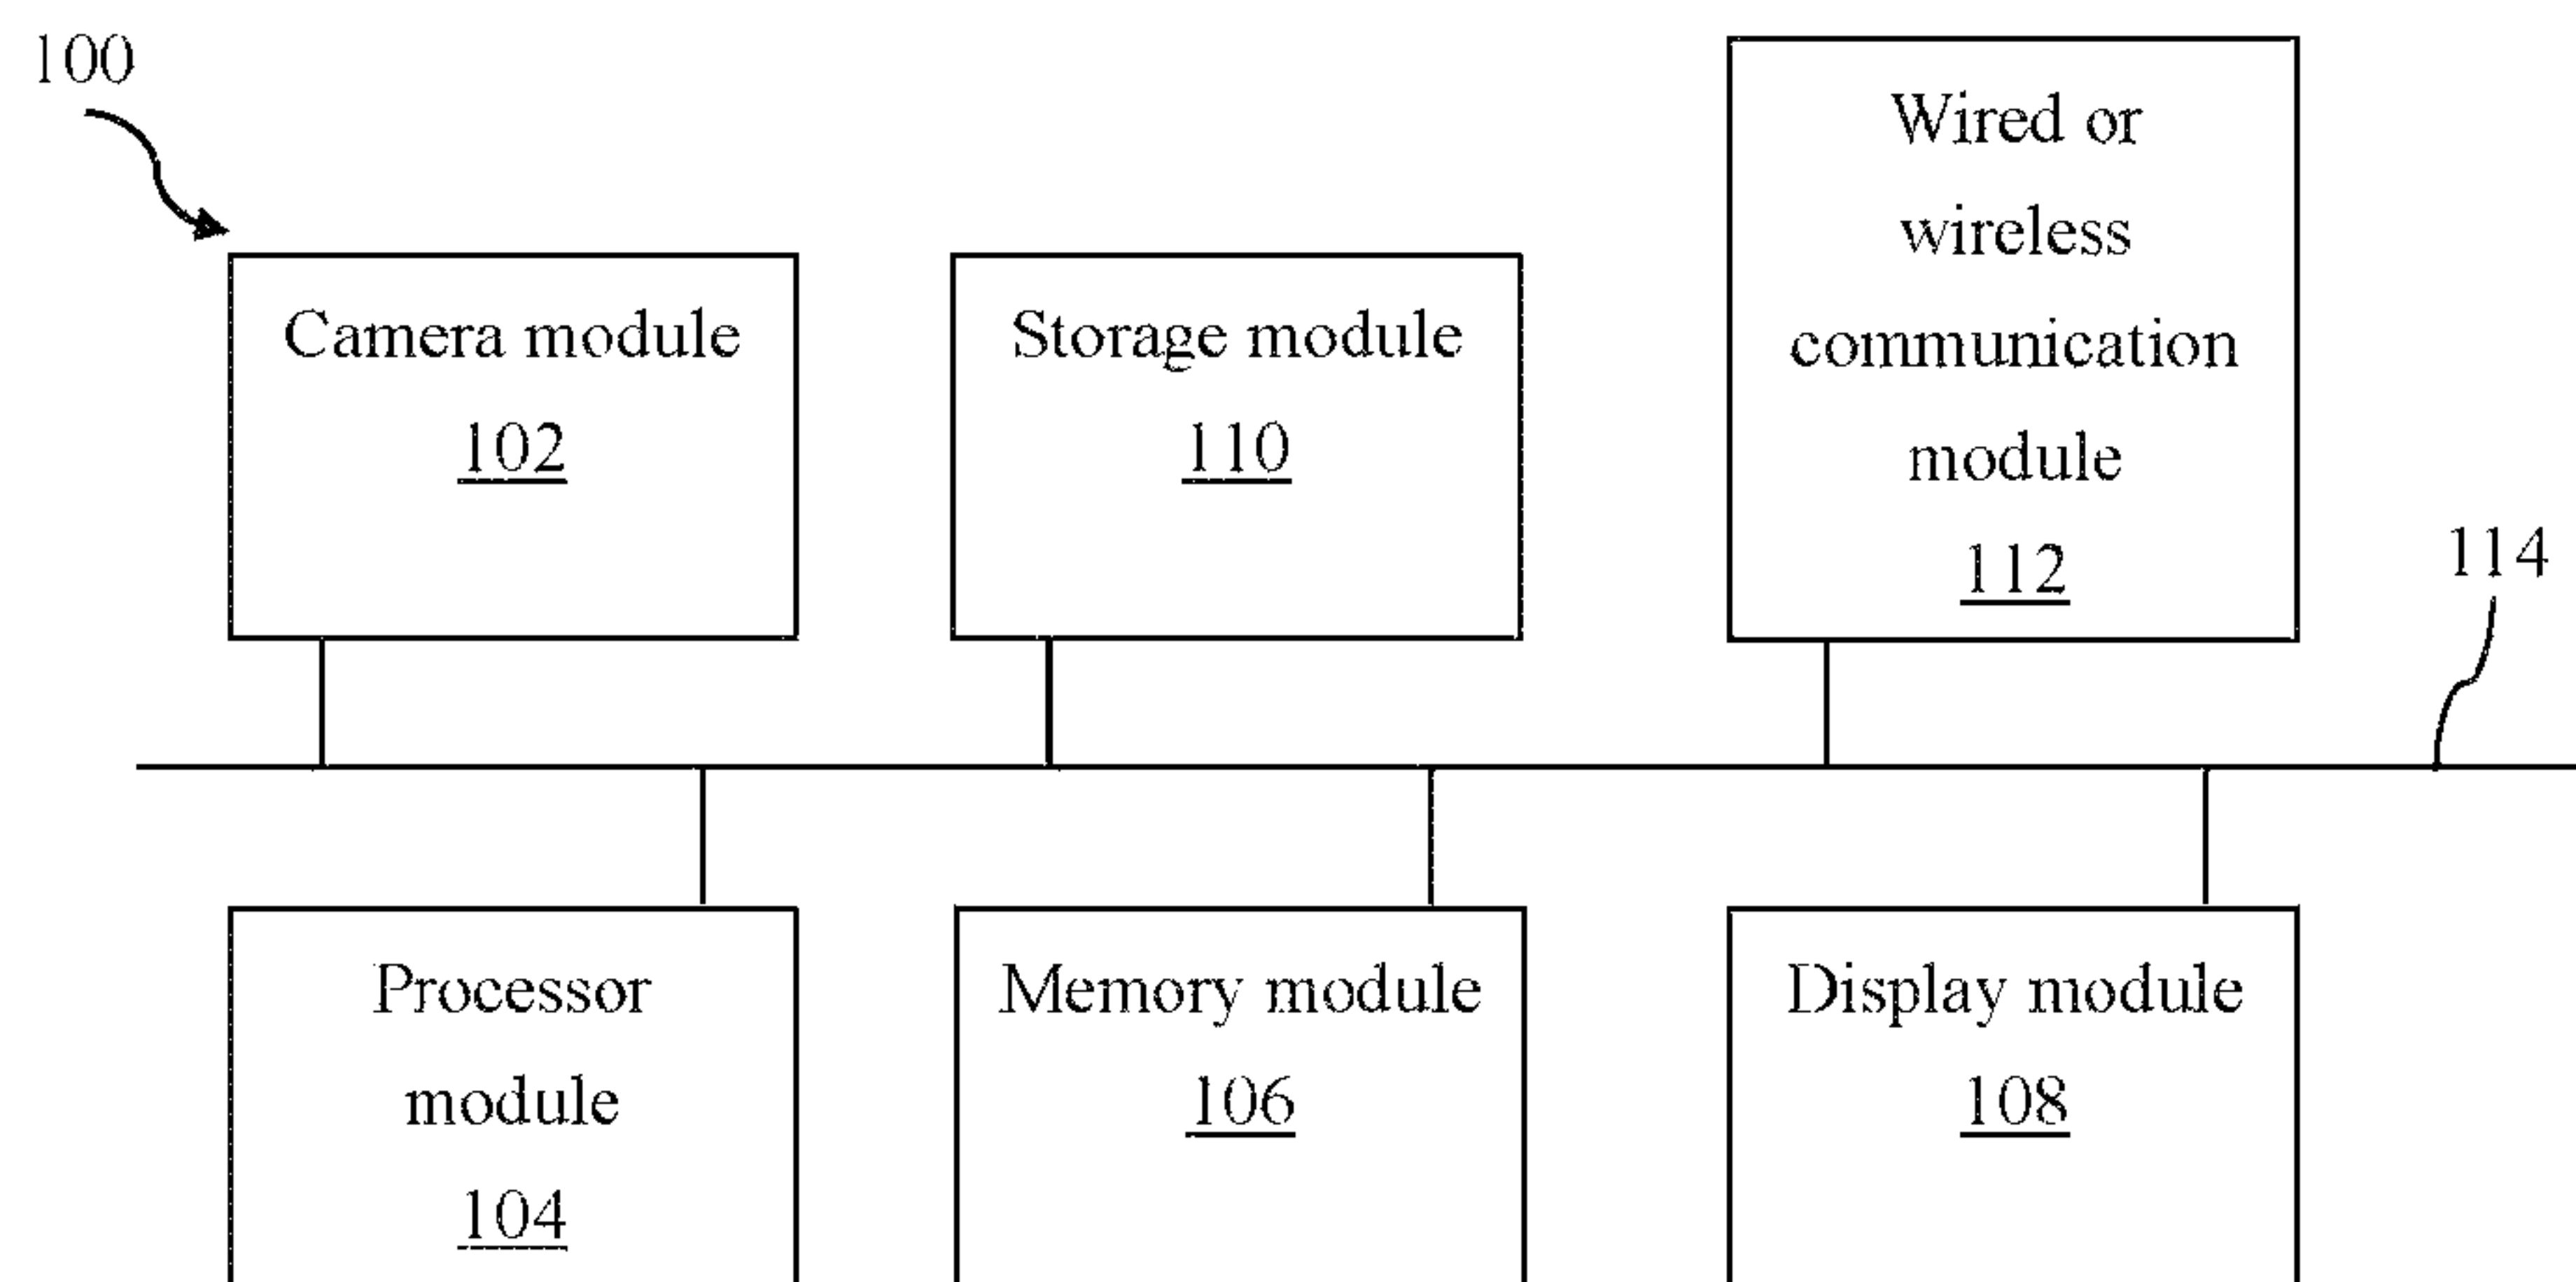 100
Camera module
102
Storage module
110
Wired or
wireless
communication
module
112
114
Processor
module
104
Memory module
106
Display module
108